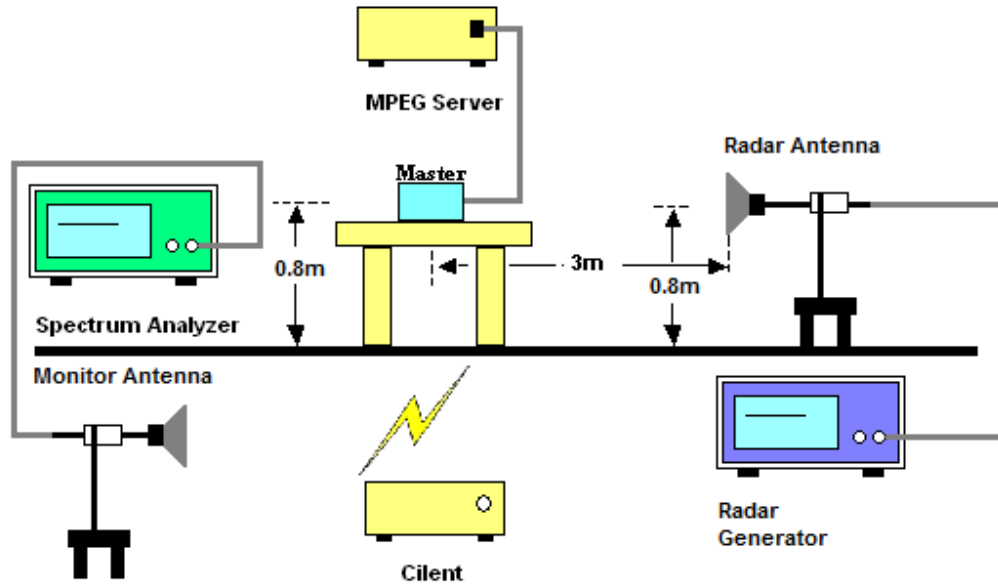 MPEG Server
Radar Antenna
Master
0.8m
3m
0.8m
Spectrum Analyzer
Monitor Antenna
Radar
Generator
Cilent